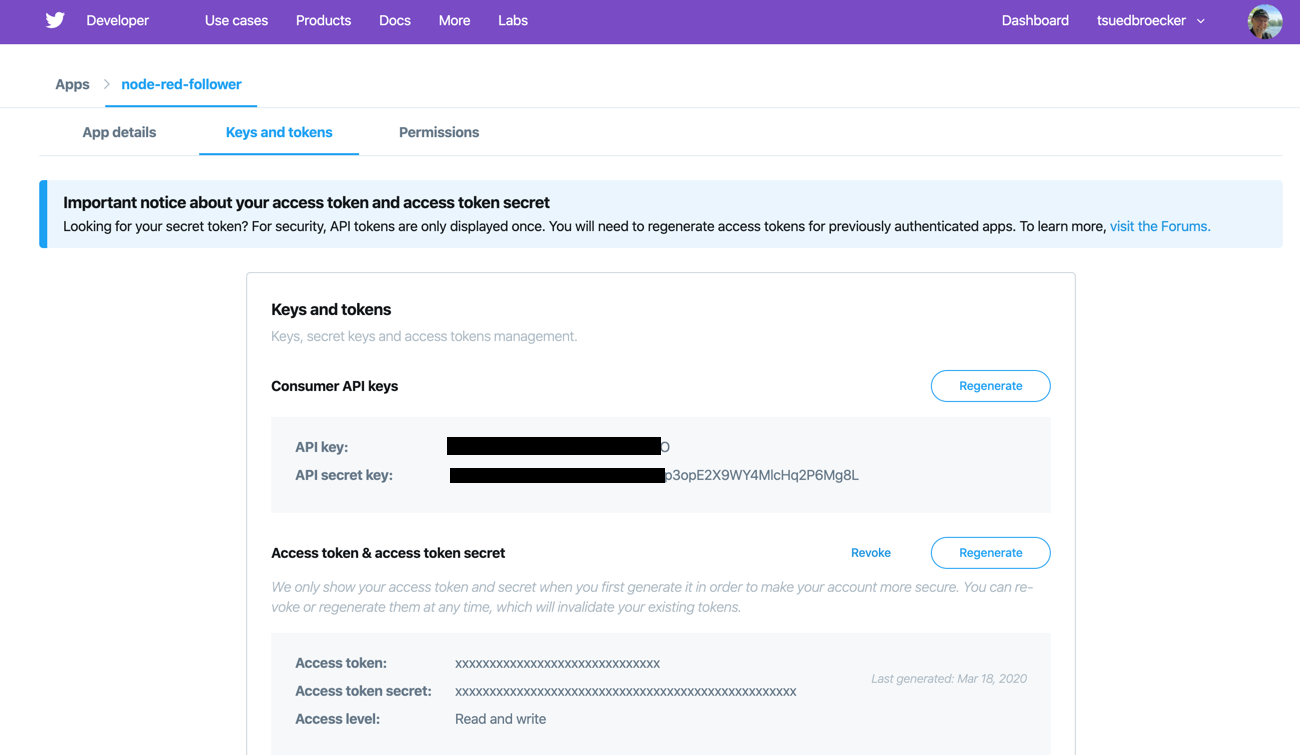 Developer Use cases Products Docs More Labs Dashboard tsuedbroecker
Apps node-red-follower
App details Keys and tokens Permissions
Important notice about your access token and access token secret
Looking for your secret token? For security, API tokens are only displayed once. You will need to regenerate access tokens for previously authenticated apps. To learn more, visit the Forums.
Keys and tokens
Keys, secret keys and access tokens management.
Consumer API keys Regenerate
API key: O
API secret key: p3opE2X9WY4MlcHq2P6Mg8L
Access token & access token secret Revoke Regenerate
We only show your access token and secret when you first generate it in order to make your account more secure. You can re-
voke or regenerate them at any time, which will invalidate your existing tokens.
Access token: xxxxxxxxxxxxxxxxxxxxxxxxxxxxxx
Last generated: Mar 18, 2020
Access token secret: xxxxxxxxxxxxxxxxxxxxxxxxxxxxxxxxxxxxxxxxxxxxxxxxxx
Access level: Read and write